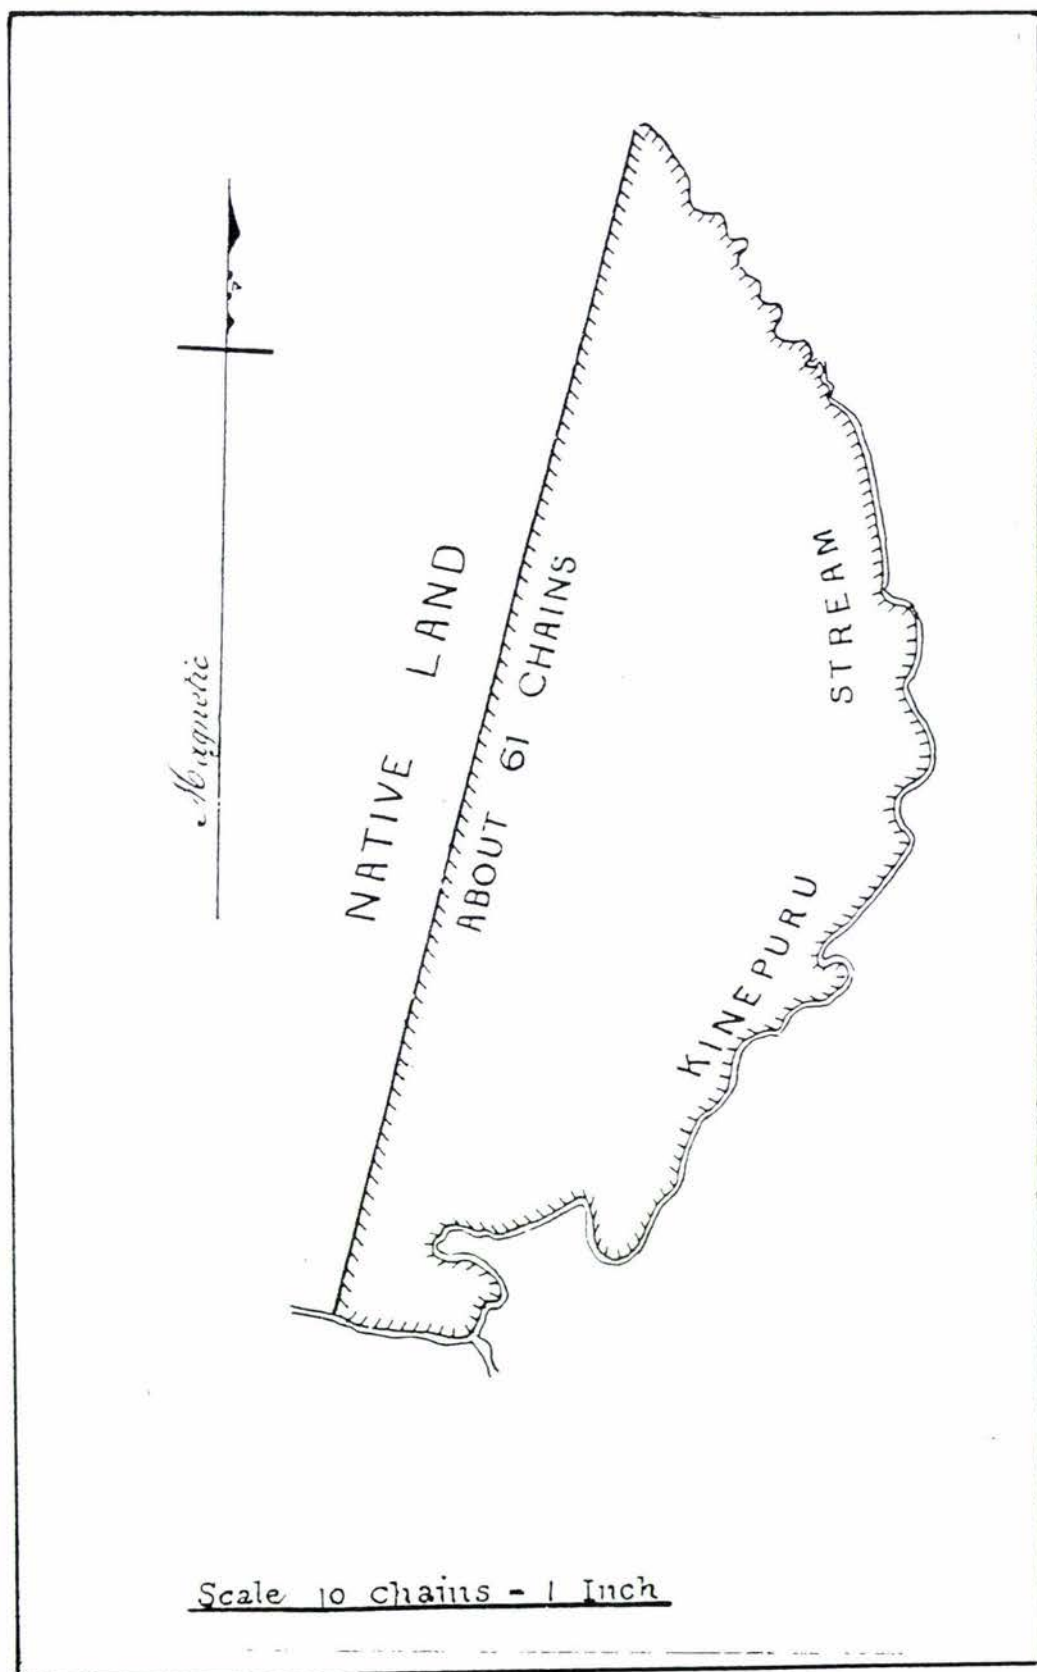 Magnetic
NATIVE LAND
ABOUT 61 CHAINS
KINEPURU STREAM
Scale 10 chains - 1 Inch